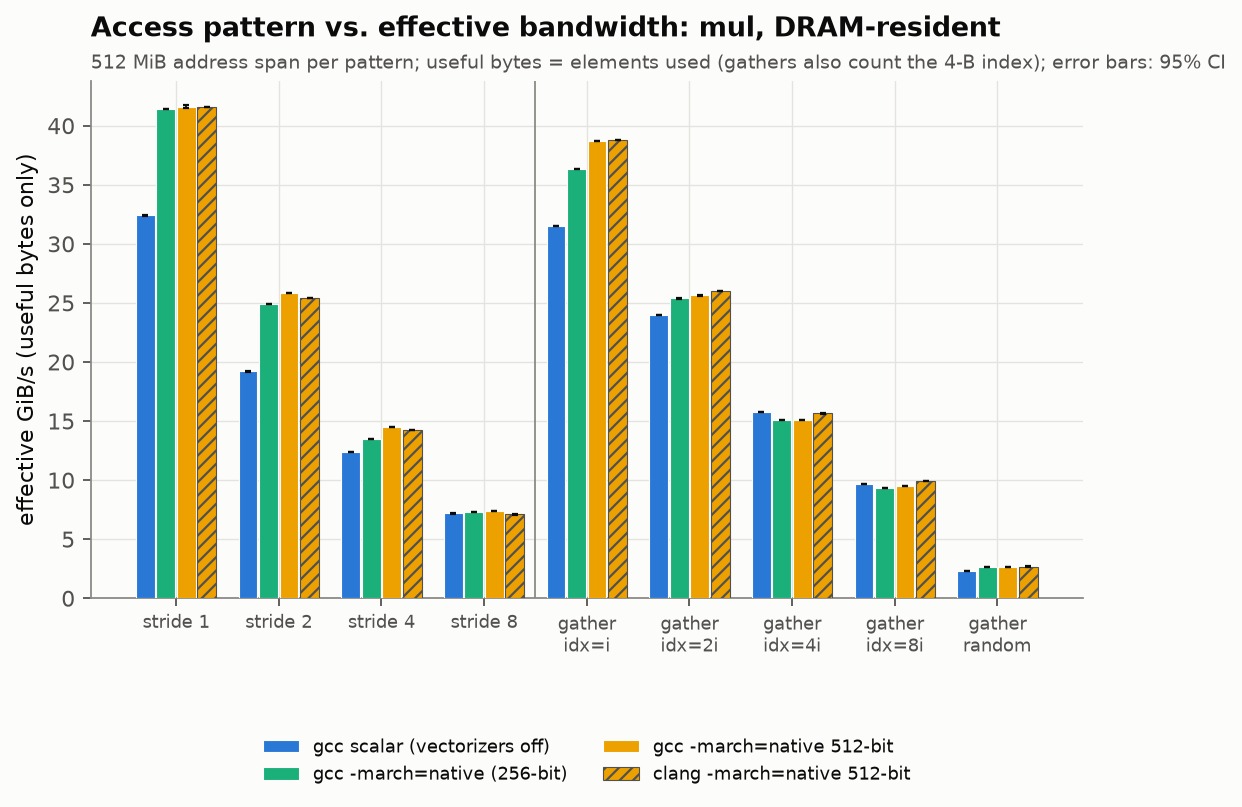 Access pattern vs. effective bandwidth: mul, DRAM-resident
512 MiB address span per pattern; useful bytes = elements used (gathers also count the 4-B index); error bars: 95% CI
effective GiB/s (useful bytes only)
40
35
30
25
20
15
10
5
0
stride 1
stride 2
stride 4
stride 8
gather
idx=i
gather
idx=2i
gather
idx=4i
gather
idx=8i
gather
random
gcc scalar (vectorizers off)
gcc -march=native (256-bit)
gcc -march=native 512-bit
clang -march=native 512-bit